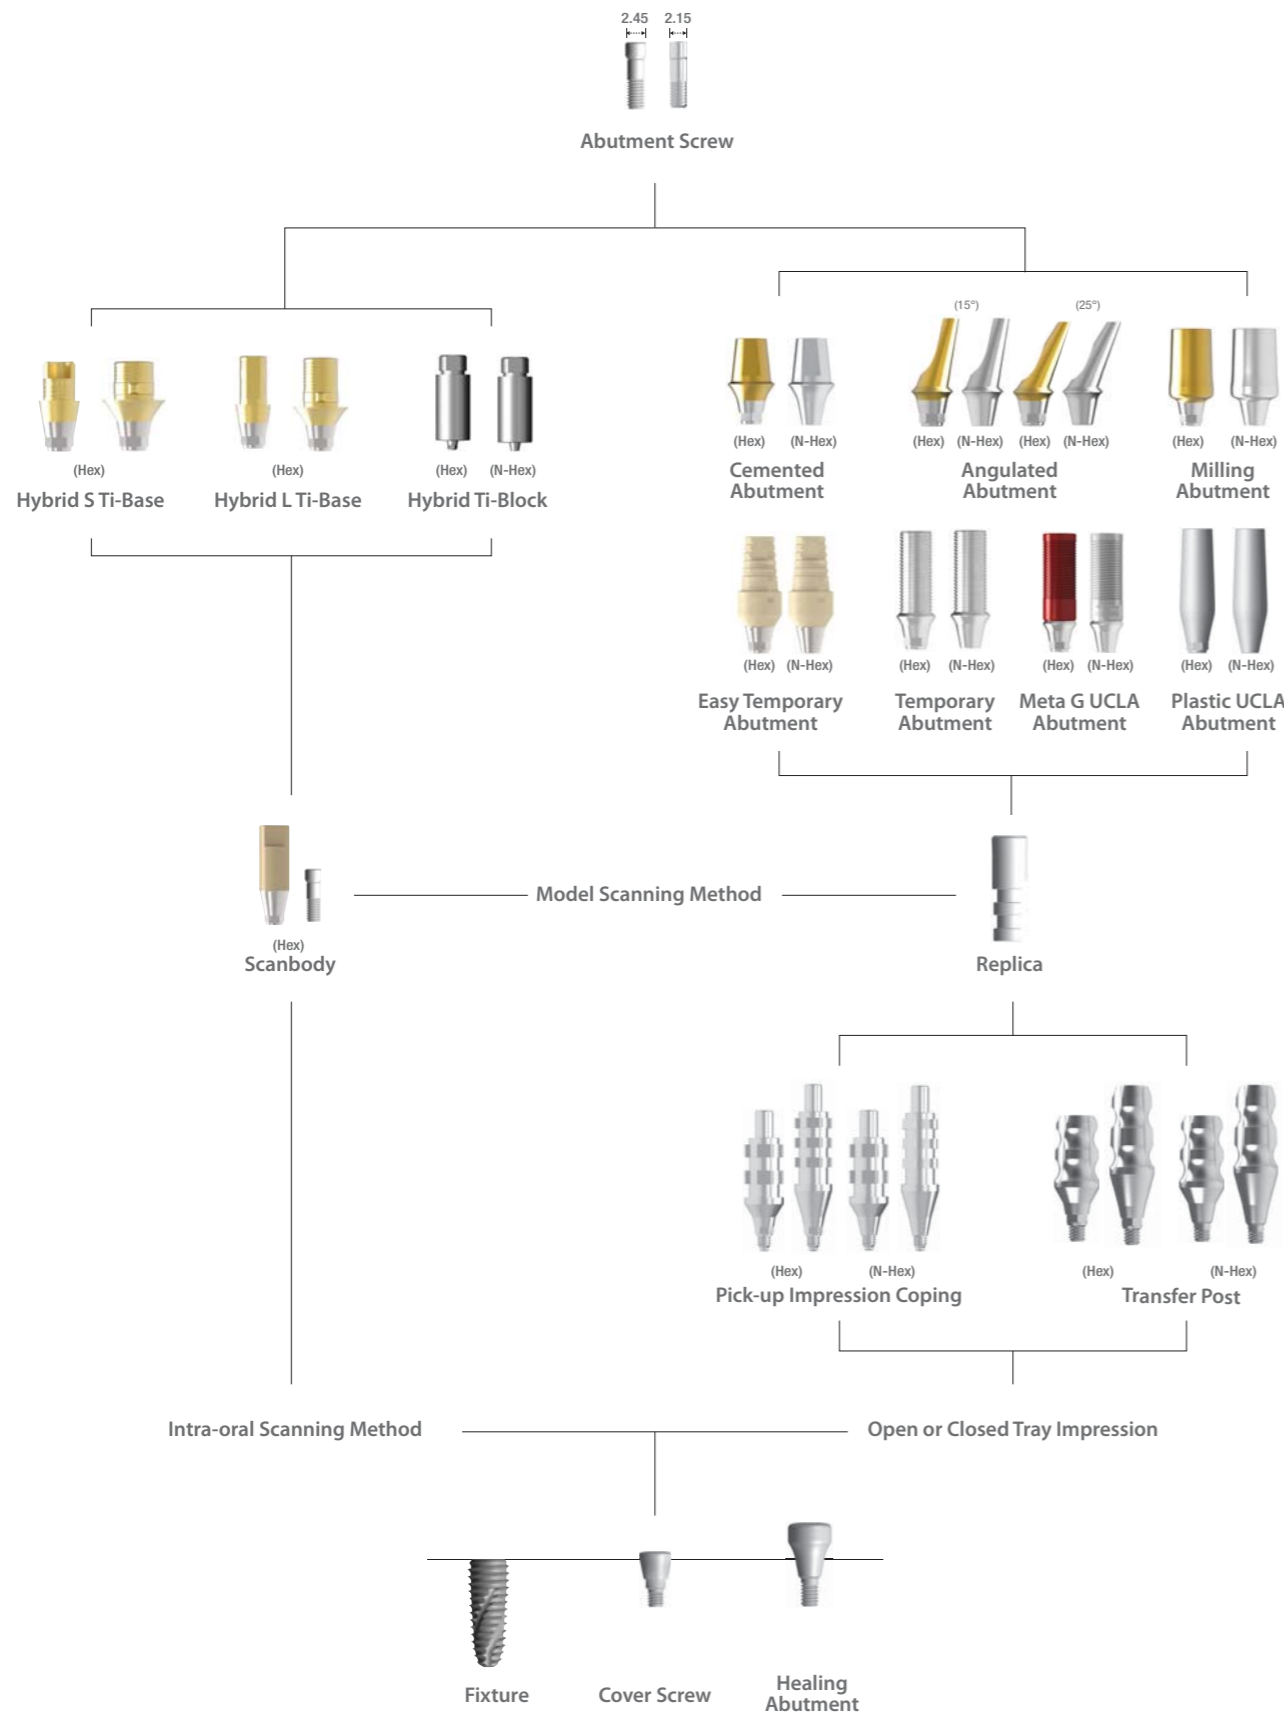 2.45 2.15
Abutment Screw
(15°) (25°)
(Hex) (Hex) (Hex) (N-Hex)
Hybrid S Ti-Base Hybrid L Ti-Base Hybrid Ti-Block
(Hex) (N-Hex) (Hex) (N-Hex) (Hex) (N-Hex) (Hex) (N-Hex)
Cemented Angulated Milling
Abutment Abutment Abutment
(Hex) (N-Hex) (Hex) (N-Hex) (Hex) (N-Hex) (Hex) (N-Hex)
Easy Temporary Temporary Meta G UCLA Plastic UCLA
Abutment Abutment Abutment Abutment
Model Scanning Method
(Hex)
Scanbody Replica
(Hex) (N-Hex) (Hex) (N-Hex)
Pick-up Impression Coping Transfer Post
Intra-oral Scanning Method Open or Closed Tray Impression
Fixture Cover Screw Healing
Abutment